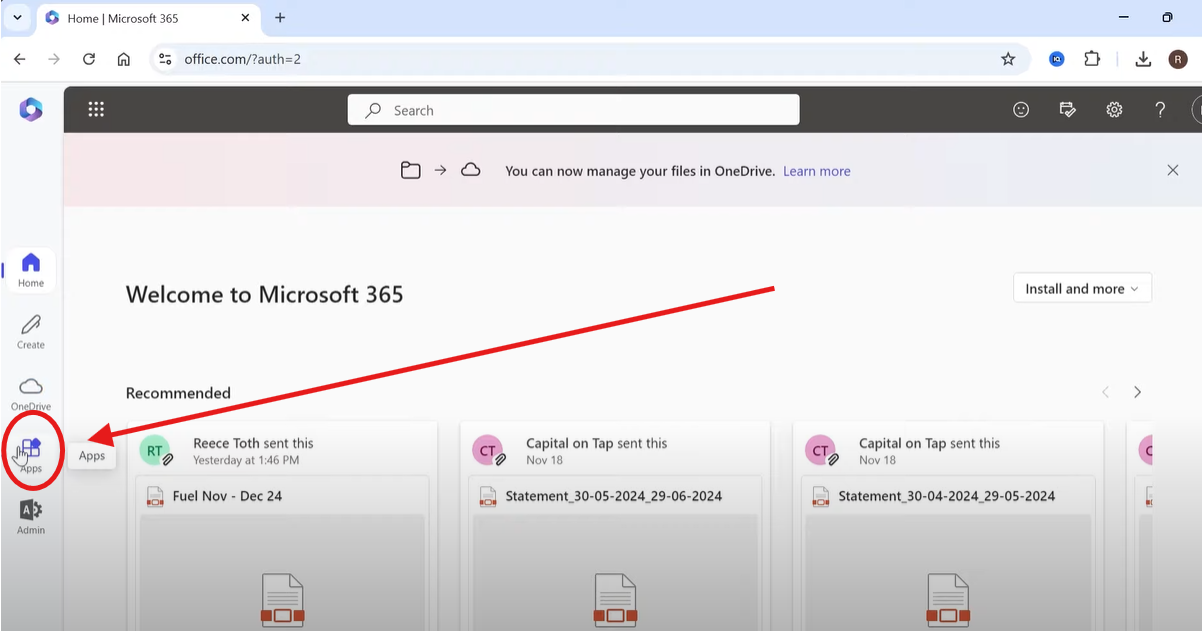 Home | Microsoft 365
office.com/?auth=2
R
Search
You can now manage your files in OneDrive. Learn more
Home
Welcome to Microsoft 365
Install and more
Create
OneDrive
Recommended
Apps
Apps
Admin
RT
Reece Toth sent this
Yesterday at 1:46 PM
Fuel Nov - Dec 24
CT
Capital on Tap sent this
Nov 18
Statement_30-05-2024_29-06-2024
CT
Capital on Tap sent this
Nov 18
Statement_30-04-2024_29-05-2024